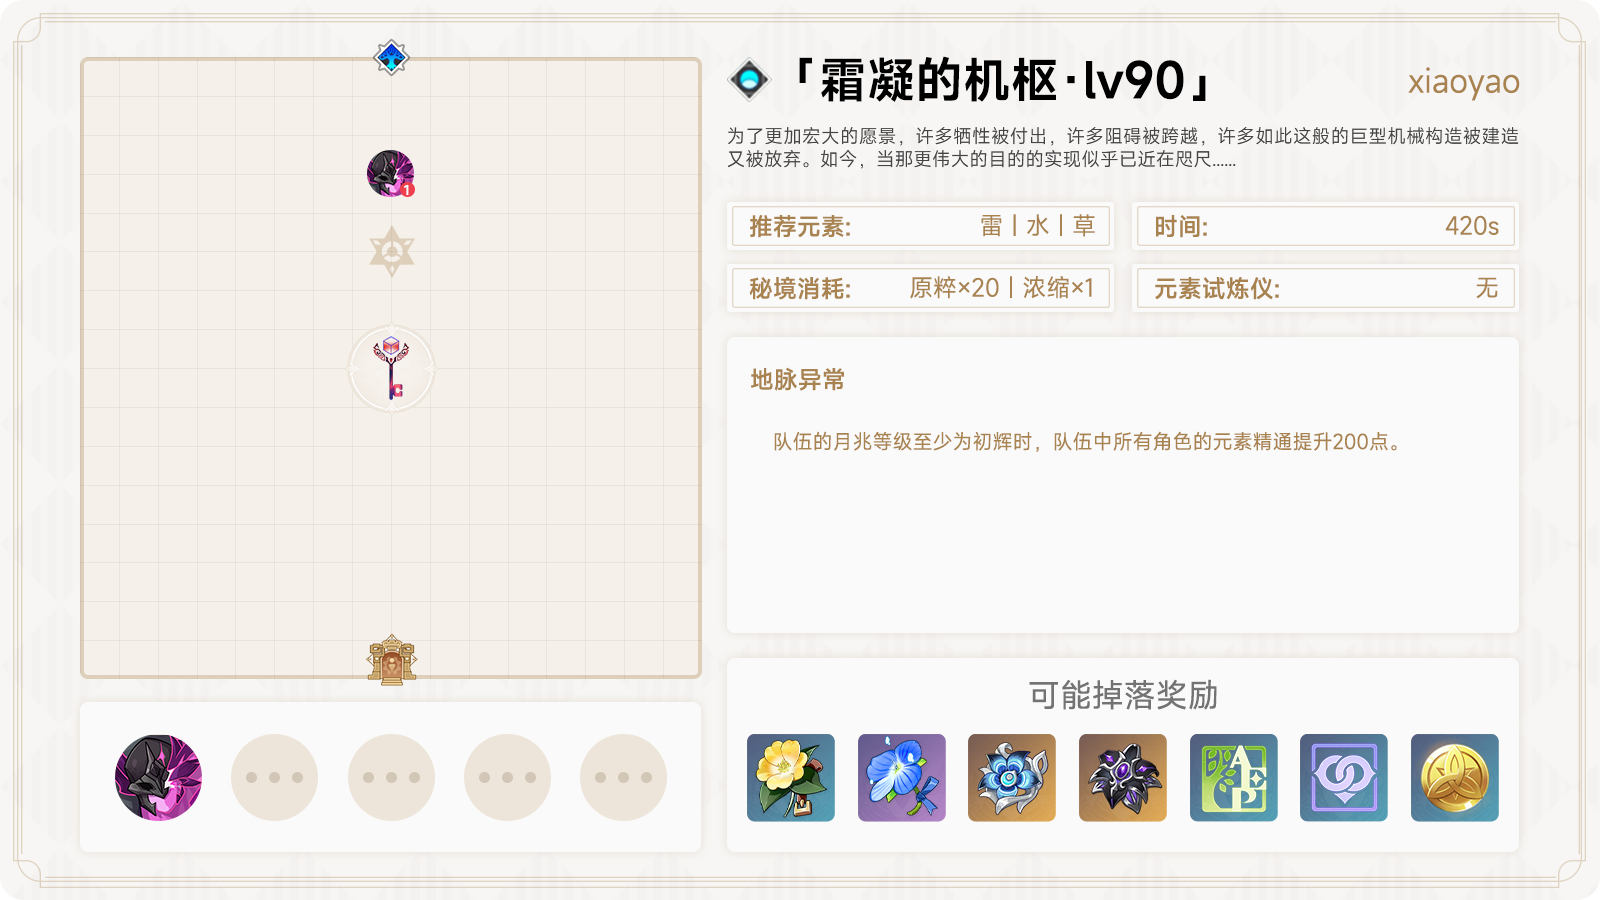 「霜凝的机枢·lv90」
xiaoyao
为了更加宏大的愿景，许多牺牲被付出，许多阻碍被跨越，许多如此这般的巨型机械构造被建造
又被放弃。如今，当那更伟大的目的的实现似乎已近在咫尺……
推荐元素: 雷丨水丨草
时间: 420s
秘境消耗: 原粹×20丨浓缩×1
元素试炼仪: 无
地脉异常
队伍的月兆等级至少为初辉时，队伍中所有角色的元素精通提升200点。
可能掉落奖励
1
AEP